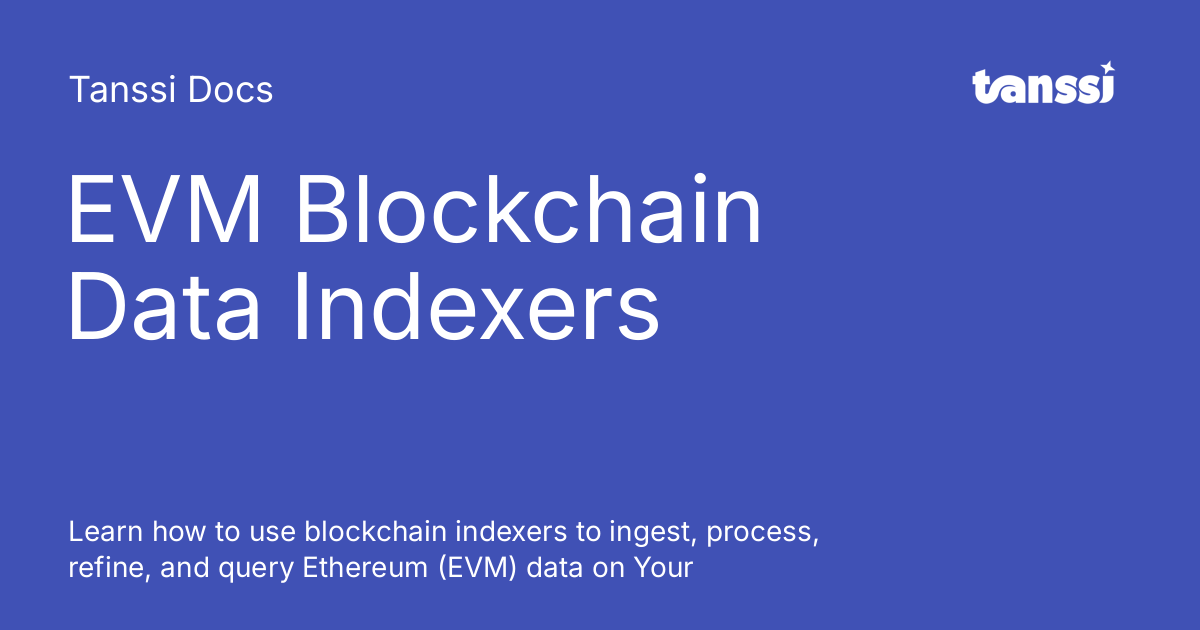 Tanssi Docs
tanssi
EVM Blockchain
Data Indexers
Learn how to use blockchain indexers to ingest, process,
refine, and query Ethereum (EVM) data on Your